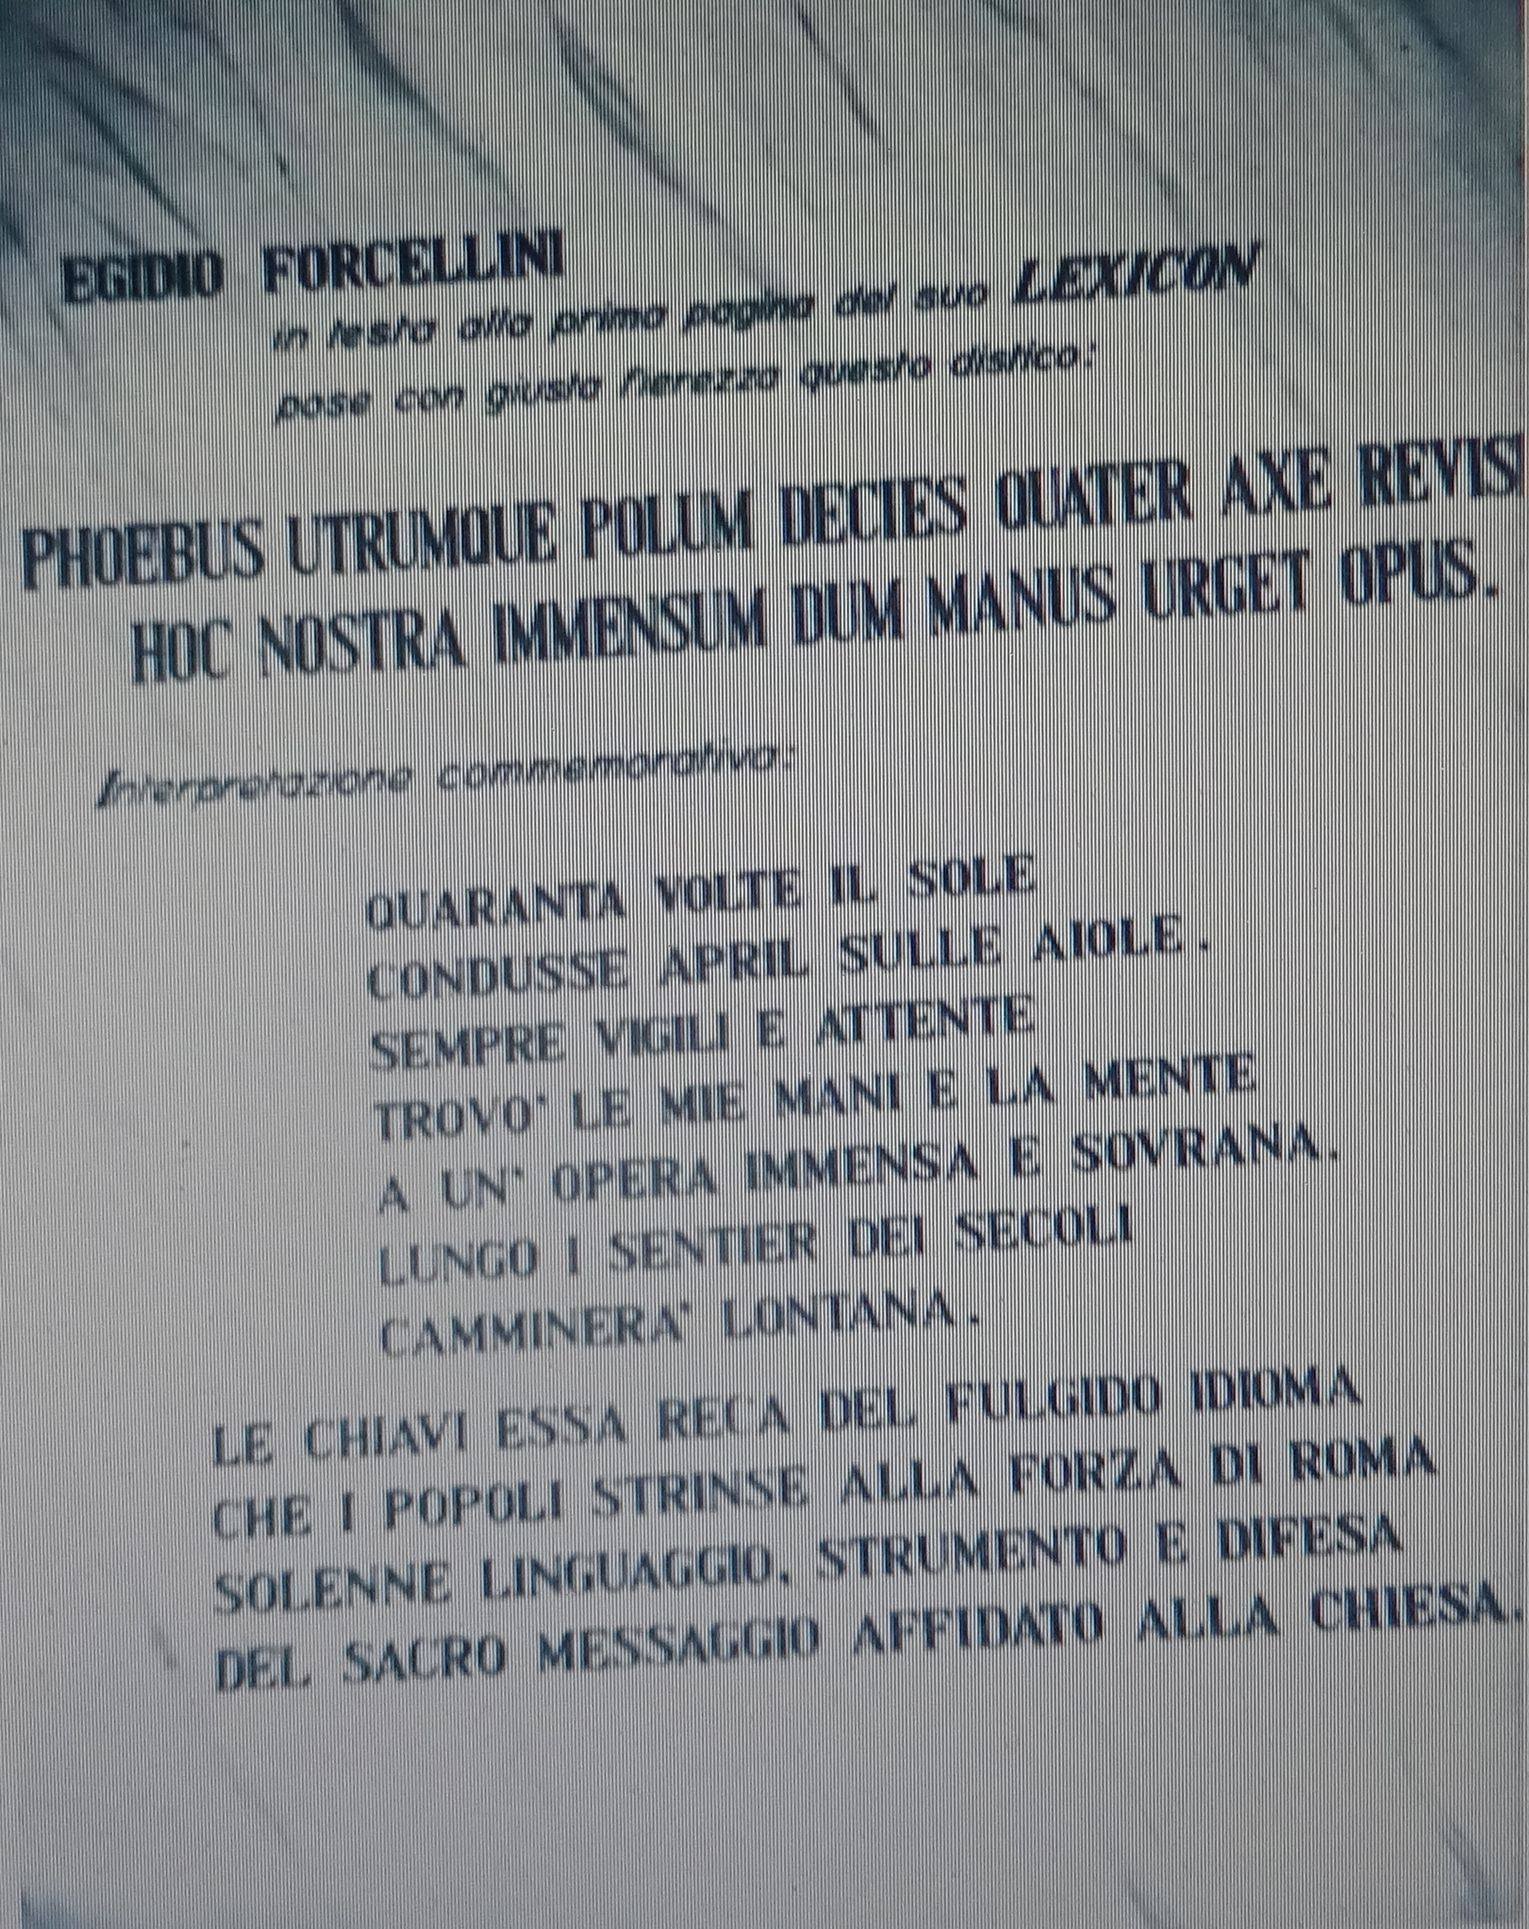 EGIDIO FORCELLINI
in testa alla prima pagina del suo LEXICON
pose con giusta fierezza questo distico:
PHOEBUS UTRUMQUE POLUM DECIES QUATER AXE REVIS
HOC NOSTRA IMMENSUM DUM MANUS URGET OPUS.
Interpretazione commemorativa:
QUARANTA VOLTE IL SOLE
CONDUSSE APRIL SULLE AIOLE.
SEMPRE VIGILI E ATTENTE
TROVO' LE MIE MANI E LA MENTE
A UN' OPERA IMMENSA E SOVRANA.
LUNGO I SENTIER DEI SECOLI
CAMMINERA' LONTANA.
LE CHIAVI ESSA RECA DEL FULGIDO IDIOMA
CHE I POPOLI STRINSE ALLA FORZA DI ROMA
SOLENNE LINGUAGGIO, STRUMENTO E DIFESA
DEL SACRO MESSAGGIO AFFIDATO ALLA CHIESA.